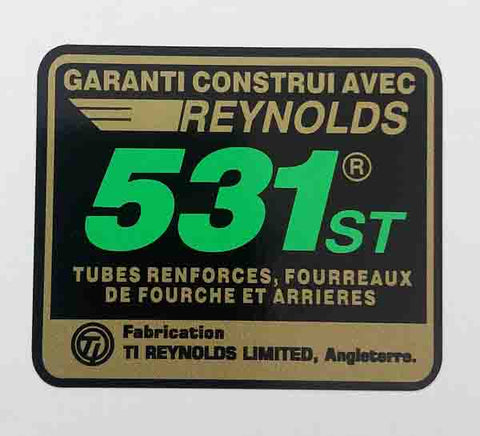 GARANTI CONSTRUI AVEC
REYNOLDS
531® ST
TUBES RENFORCES, FOURREAUX
DE FOURCHE ET ARRIERES
TI Fabrication
TI REYNOLDS LIMITED, Angleterre.